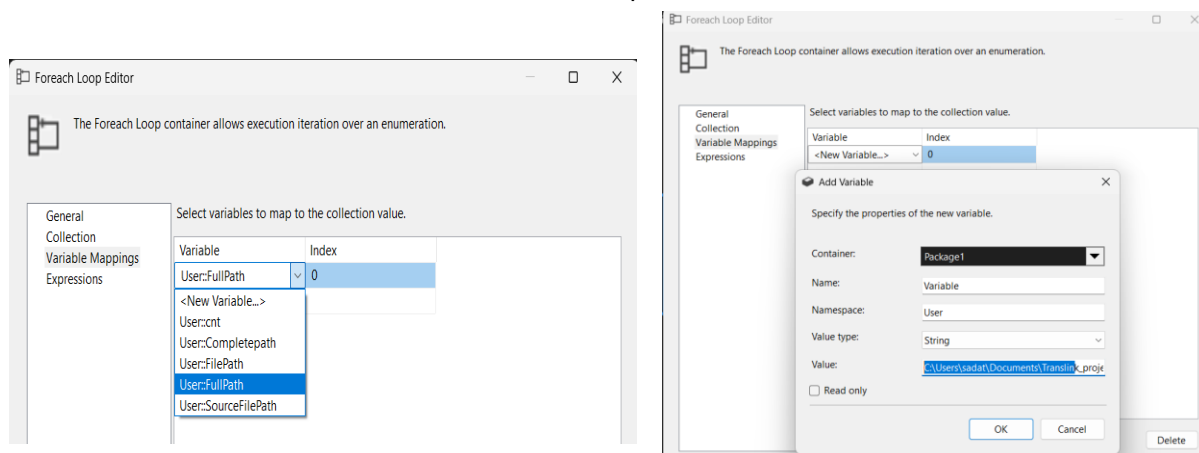 Foreach Loop Editor
The Foreach Loop container allows execution iteration over an enumeration.
General
Collection
Variable Mappings
Expressions
Select variables to map to the collection value.
Variable Index
User::FullPath 0
<New Variable...>
User::cnt
User::Completepath
User::FilePath
User::FullPath
User::SourceFilePath
Foreach Loop Editor
The Foreach Loop container allows execution iteration over an enumeration.
General
Collection
Variable Mappings
Expressions
Select variables to map to the collection value.
Variable Index
<New Variable...> 0
Add Variable
Specify the properties of the new variable.
Container: Package1
Name: Variable
Namespace: User
Value type: String
Value: C:\Users\sadat\Documents\Translink_proje
Read only
OK Cancel
Delete